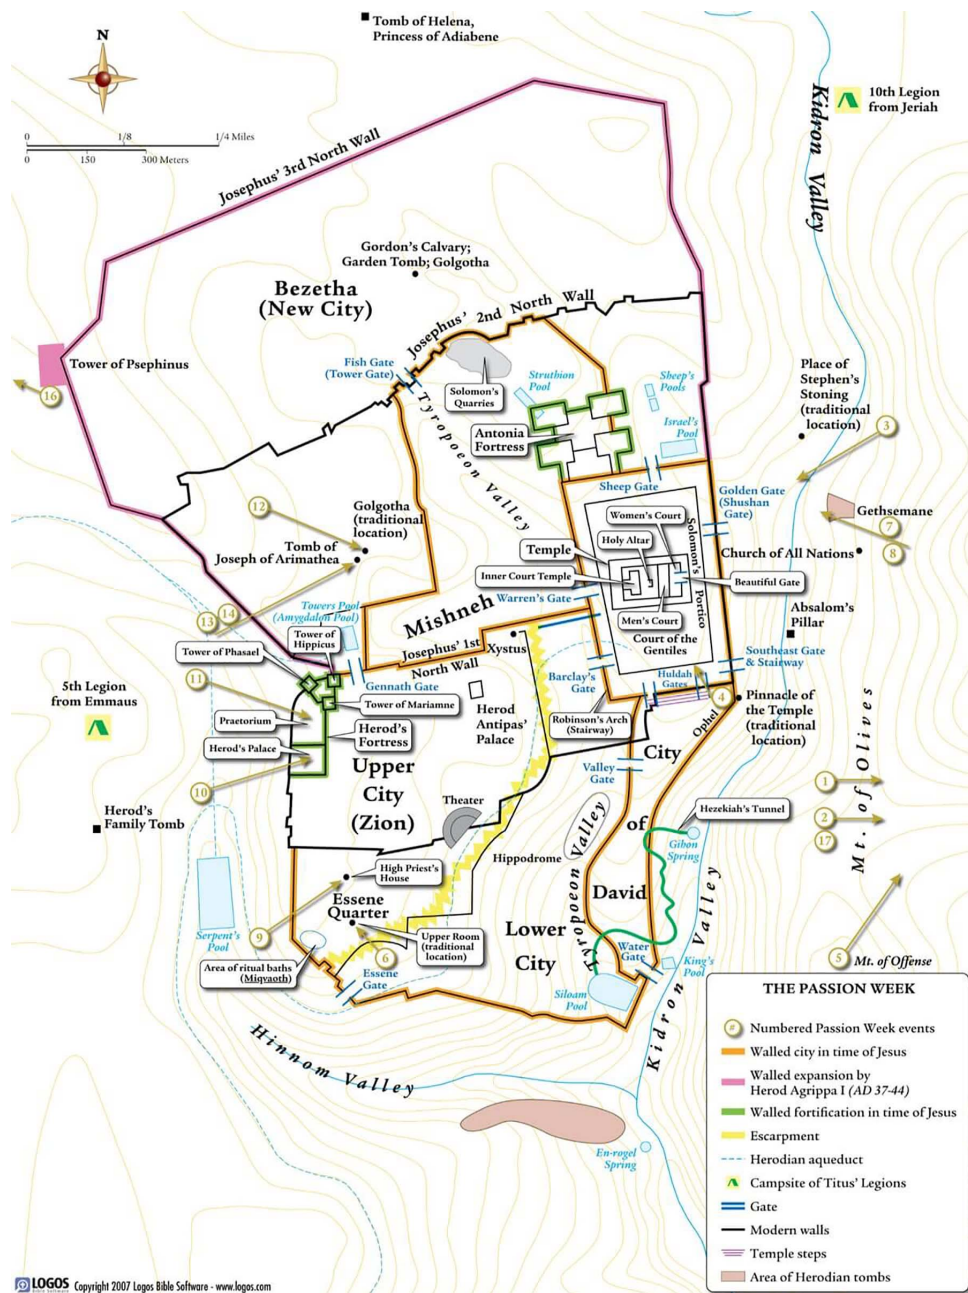 Tomb of Helena,
Princess of Adiabene
N
0
1/8
1/4 Miles
0
150
300 Meters
10th Legion
from Jeriah
Kidron Valley
Josephus' 3rd North Wall
Gordon's Calvary;
Garden Tomb; Golgotha
Bezetha
(New City)
Josephus' 2nd North Wall
Tower of Psephinus
16
Fish Gate
(Tower Gate)
Solomon's
Quarries
Struthion
Pool
Sheep's
Pools
Israel's
Pool
Place of
Stephen's
Stoning
(traditional
location)
3
Tyropoeon Valley
Antonia
Fortress
Sheep Gate
Golden Gate
(Shushan
Gate)
Gethsemane
7
8
12
Golgotha
(traditional
location)
Tomb of
Joseph of Arimathea
Church of All Nations
Women's Court
Holy Altar
Temple
Inner Court Temple
Beautiful Gate
Solomon's Portico
Men's Court
Court of the
Gentiles
Warren's Gate
Mishneh
Absalom's
Pillar
13
14
Towers Pool
(Amygdalon Pool)
Tower of
Hippicus
Tower of Phasael
Josephus' 1st
North Wall
Xystus
Southeast Gate
& Stairway
5th Legion
from Emmaus
11
Gennath Gate
Tower of Mariamne
Barclay's
Gate
Huldah
Gates
4
Pinnacle of
the Temple
(traditional
location)
Praetorium
Herod's
Fortress
Herod
Antipas'
Palace
Robinson's Arch
(Stairway)
Ophel
Herod's Palace
10
Upper
City
(Zion)
Valley
Gate
City
of
David
1
2
17
Mt. of Olives
Herod's
Family Tomb
Theater
Hezekiah's Tunnel
Gihon
Spring
Hippodrome
Tyropoeon Valley
High Priest's
House
Essene
Quarter
9
Serpent's
Pool
Upper Room
(traditional
location)
6
Lower
City
Area of ritual baths
(Miqvaoth)
Essene
Gate
Water
Gate
King's
Pool
Siloam
Pool
Kidron Valley
5
Mt. of Offense
Hinnom Valley
En-rogel
Spring
THE PASSION WEEK
# Numbered Passion Week events
Walled city in time of Jesus
Walled expansion by
Herod Agrippa I (AD 37-44)
Walled fortification in time of Jesus
Escarpment
Herodian aqueduct
Campsite of Titus' Legions
Gate
Modern walls
Temple steps
Area of Herodian tombs
LOGOS
Bible Software
Copyright 2007 Logos Bible Software - www.logos.com